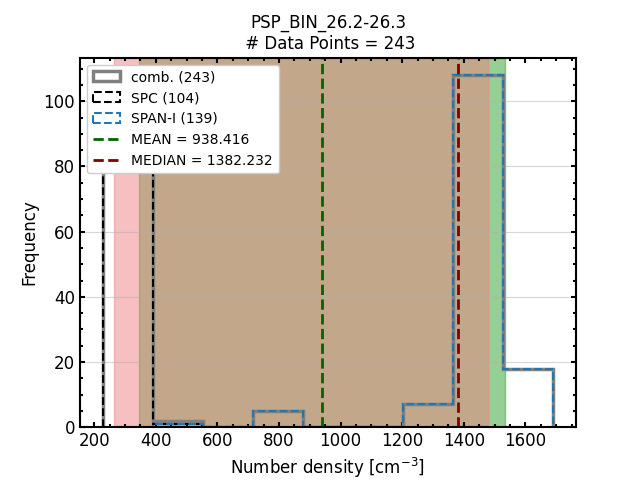 PSP_BIN_26.2-26.3
# Data Points = 243
comb. (243)
SPC (104)
SPAN-I (139)
MEAN = 938.416
MEDIAN = 1382.232
100
80
60
40
20
0
Frequency
200 400 600 800 1000 1200 1400 1600
Number density [cm⁻³]